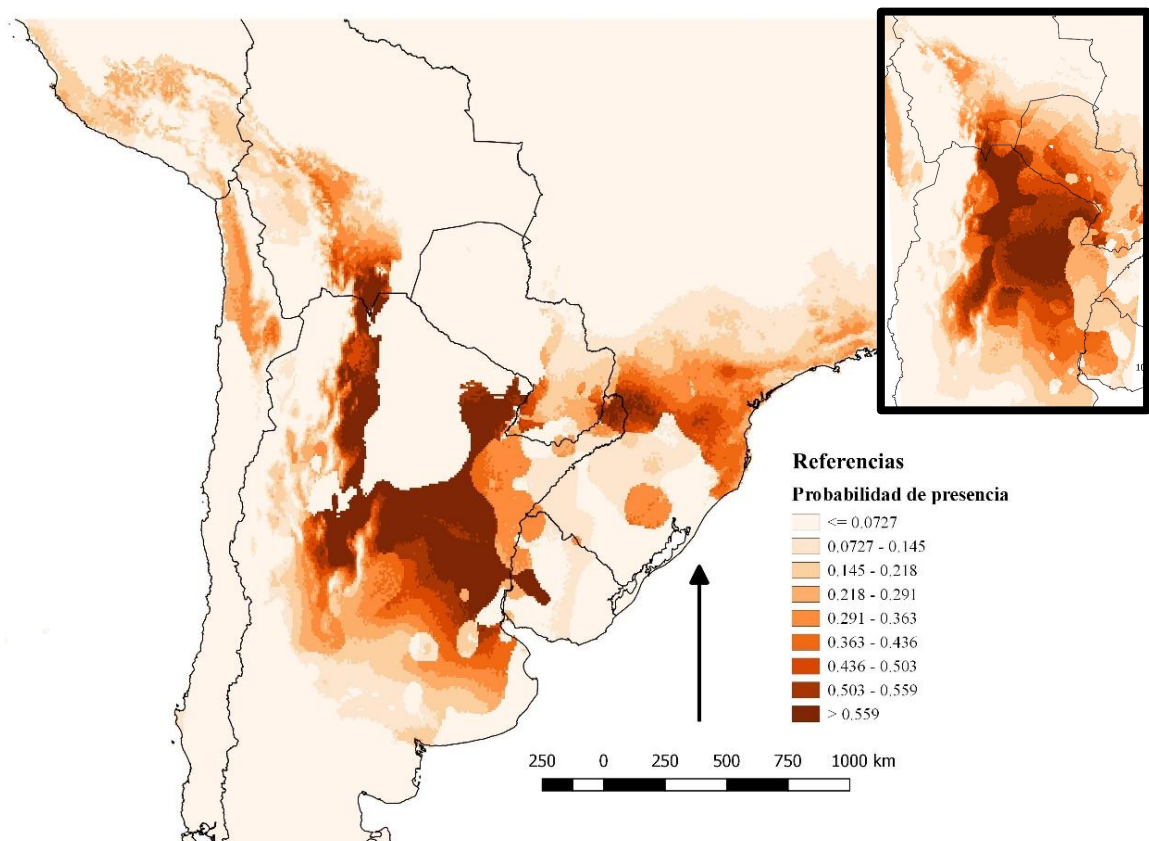 10
Referencias
Probabilidad de presencia
<= 0.0727
0.0727 - 0.145
0.145 - 0.218
0.218 - 0.291
0.291 - 0.363
0.363 - 0.436
0.436 - 0.503
0.503 - 0.559
> 0.559
250 0 250 500 750 1000 km